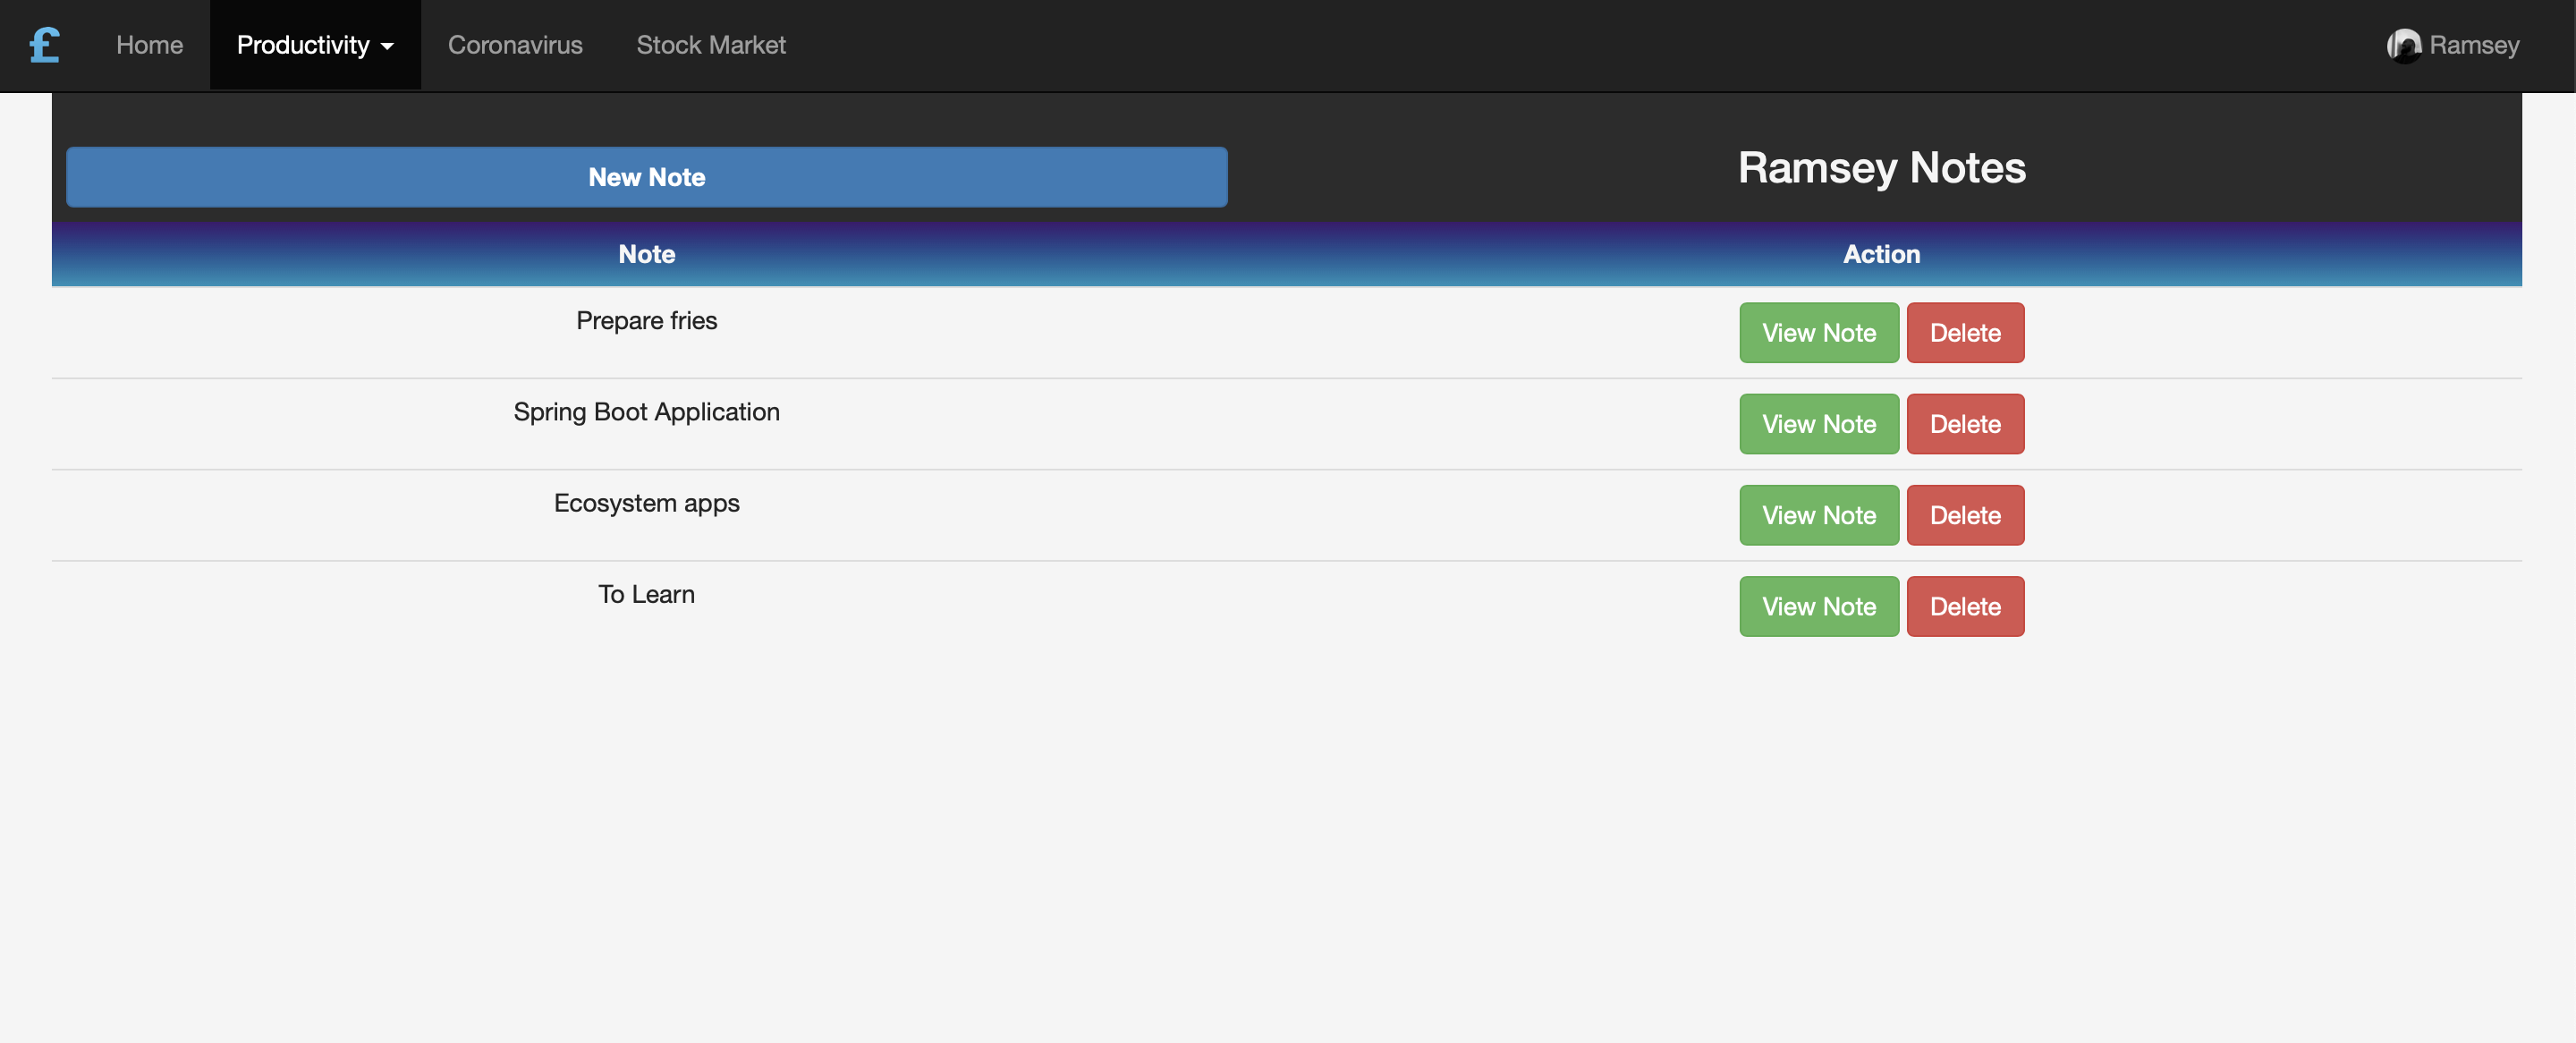 £ Home Productivity Coronavirus Stock Market Ramsey
New Note Ramsey Notes
Note Action
Prepare fries View Note Delete
Spring Boot Application View Note Delete
Ecosystem apps View Note Delete
To Learn View Note Delete